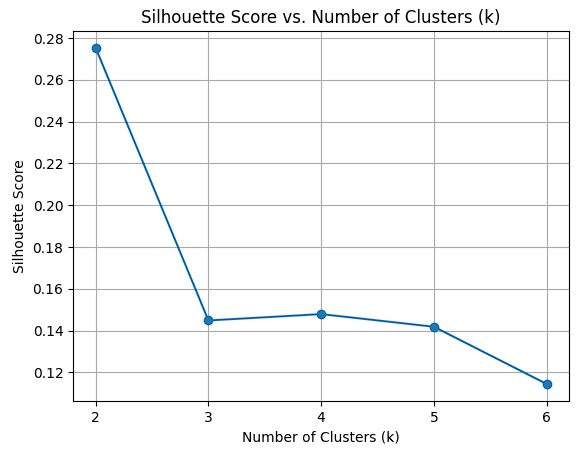 Silhouette Score vs. Number of Clusters (k)
0.28
0.26
0.24
0.22
0.20
0.18
0.16
0.14
0.12
Silhouette Score
2 3 4 5 6
Number of Clusters (k)